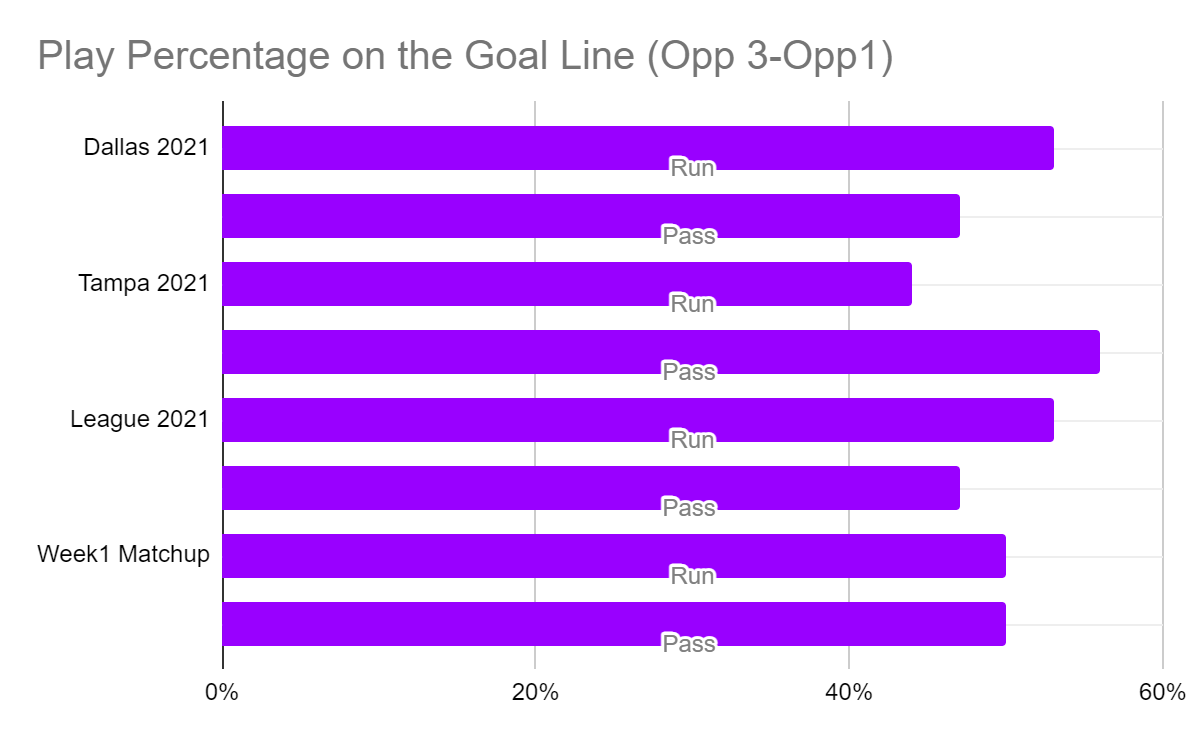 Play Percentage on the Goal Line (Opp 3-Opp1)
Dallas 2021
Run
Pass
Tampa 2021
Run
Pass
League 2021
Run
Pass
Week1 Matchup
Run
Pass
0% 20% 40% 60%